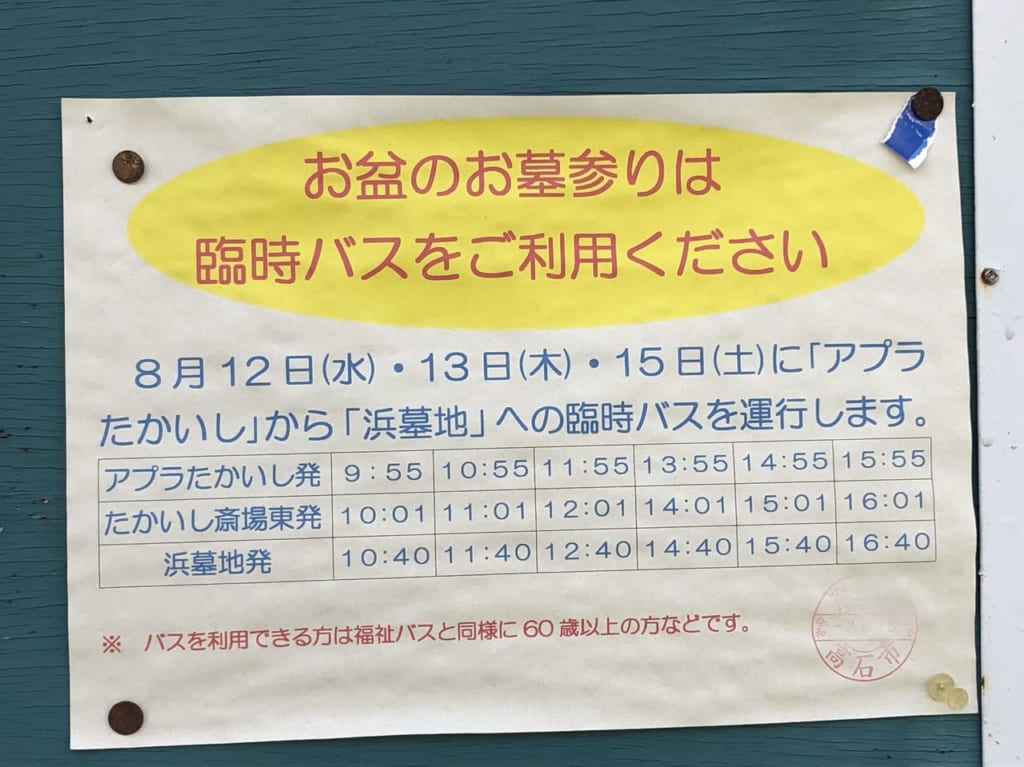 お盆のお墓参りは
臨時バスをご利用ください
8月12日(水)・13日(木)・15日(土)に「アプラ
たかいし」から「浜墓地」への臨時バスを運行します。
アプラたかいし発 9:55 10:55 11:55 13:55 14:55 15:55
たかいし斎場東発 10:01 11:01 12:01 14:01 15:01 16:01
浜墓地発 10:40 11:40 12:40 14:40 15:40 16:40
※ バスを利用できる方は福祉バスと同様に60歳以上の方などです。
高石市